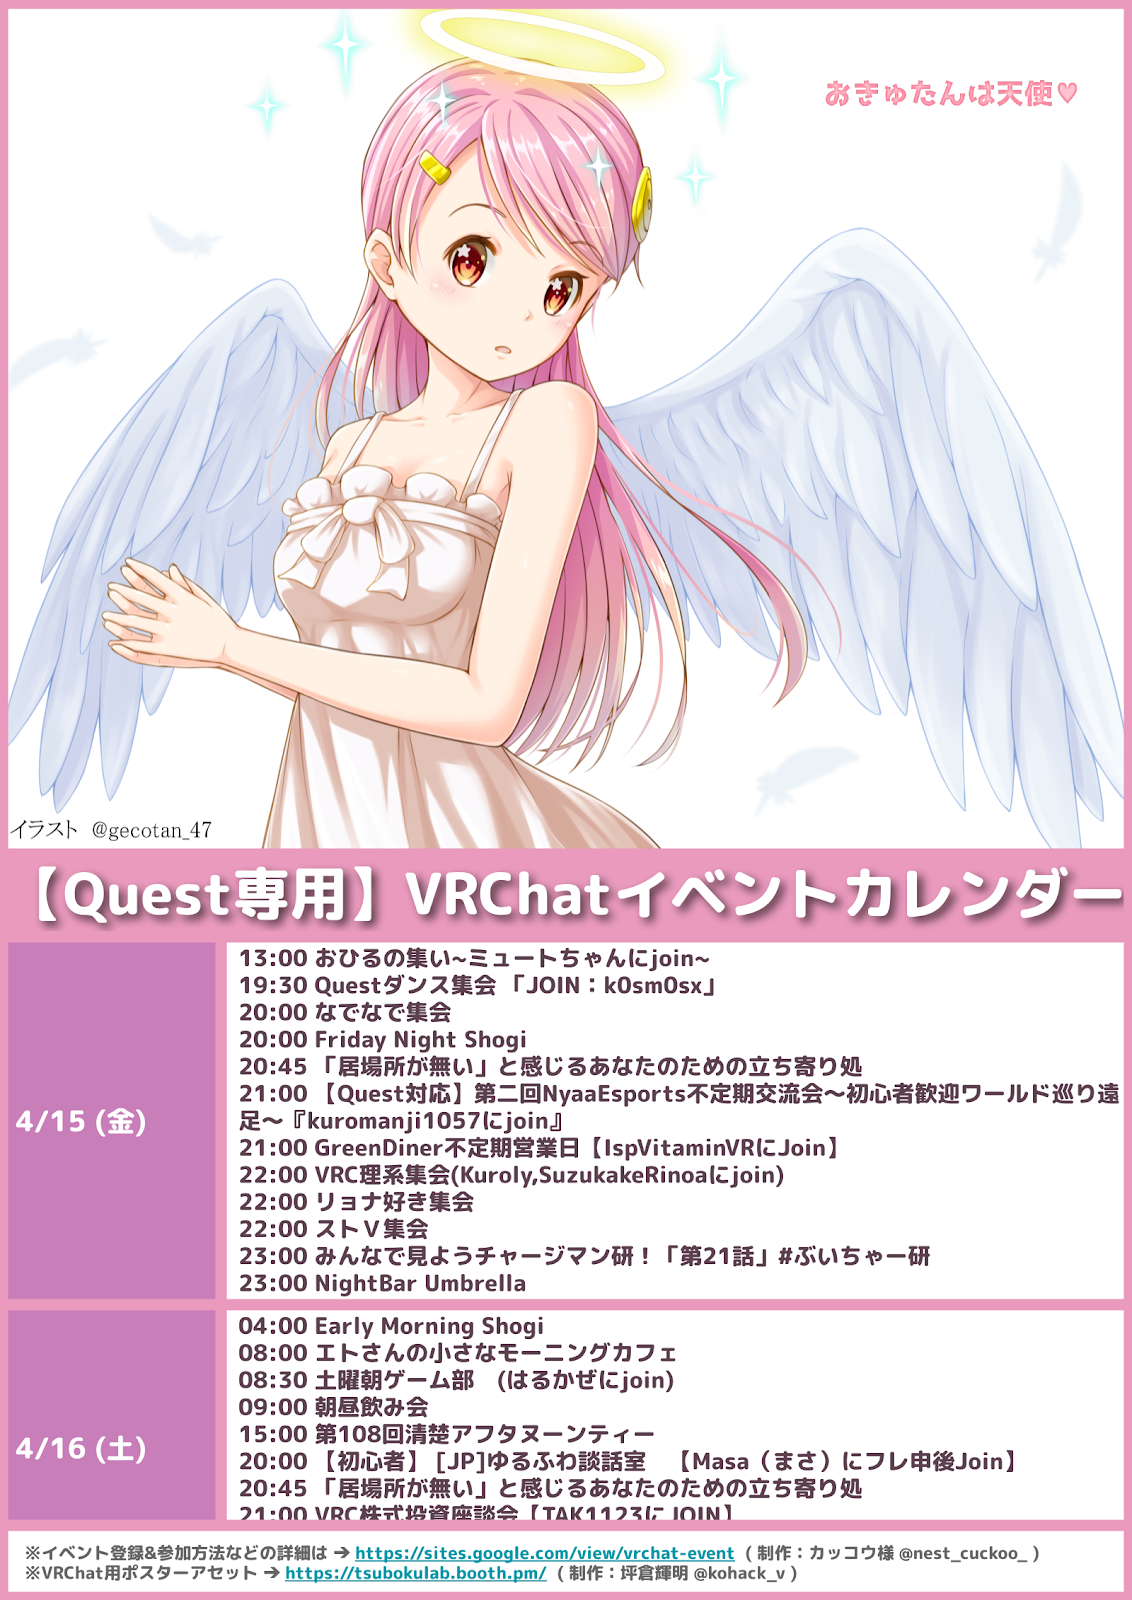 おきゅたんは天使♥
イラスト @gecotan_47
【Quest専用】VRChatイベントカレンダー
4/15 (金)
13:00 おひるの集い~ミュートちゃんにjoin~
19:30 Questダンス集会 「JOIN：k0sm0sx」
20:00 なでなで集会
20:00 Friday Night Shogi
20:45 「居場所が無い」と感じるあなたのための立ち寄り処
21:00 【Quest対応】第二回NyaaEsports不定期交流会～初心者歓迎ワールド巡り遠
足～『kuromanji1057にjoin』
21:00 GreenDiner不定期営業日【IspVitaminVRにJoin】
22:00 VRC理系集会(Kuroly,SuzukakeRinoaにjoin)
22:00 リョナ好き集会
22:00 ストＶ集会
23:00 みんなで見ようチャージマン研！「第21話」#ぶいちゃー研
23:00 NightBar Umbrella
4/16 (土)
04:00 Early Morning Shogi
08:00 エトさんの小さなモーニングカフェ
08:30 土曜朝ゲーム部　(はるかぜにjoin)
09:00 朝昼飲み会
15:00 第108回清楚アフタヌーンティー
20:00 【初心者】 [JP]ゆるふわ談話室　【Masa（まさ）にフレ申後Join】
20:45 「居場所が無い」と感じるあなたのための立ち寄り処
21:00 VRC株式投資座談会【TAK1123に JOIN】
※イベント登録&参加方法などの詳細は ➔ https://sites.google.com/view/vrchat-event ( 制作：カッコウ様 @nest_cuckoo_ )
※VRChat用ポスターアセット ➔ https://tsubokulab.booth.pm/ ( 制作：坪倉輝明 @kohack_v )